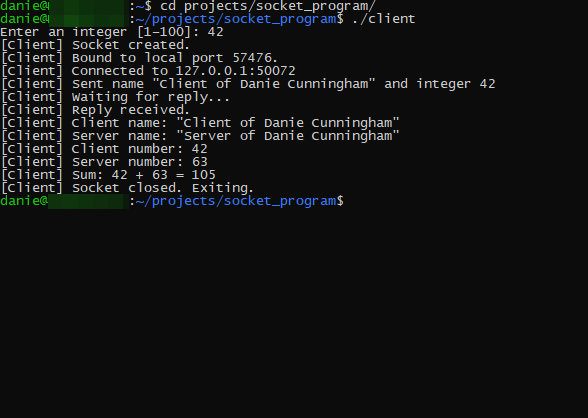 danie@ :~$ cd projects/socket_program/
danie@ :~/projects/socket_program$ ./client
Enter an integer [1-100]: 42
[Client] Socket created.
[Client] Bound to local port 57476.
[Client] Connected to 127.0.0.1:50072
[Client] Sent name "Client of Danie Cunningham" and integer 42
[Client] Waiting for reply...
[Client] Reply received.
[Client] Client name: "Client of Danie Cunningham"
[Client] Server name: "Server of Danie Cunningham"
[Client] Client number: 42
[Client] Server number: 63
[Client] Sum: 42 + 63 = 105
[Client] Socket closed. Exiting.
danie@ :~/projects/socket_program$